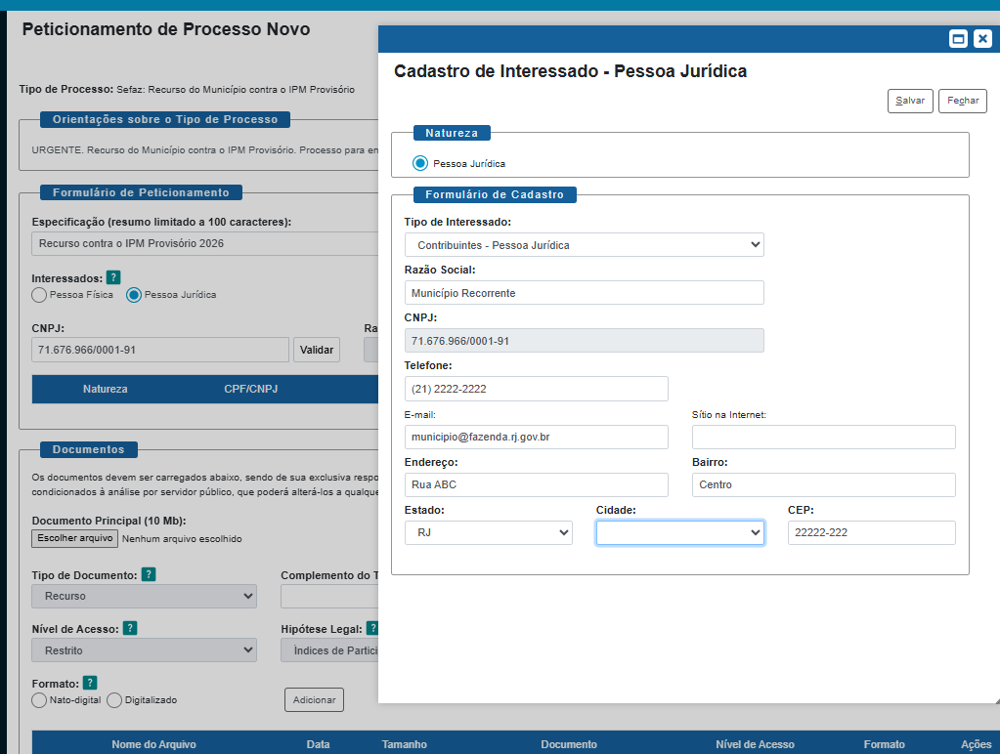 Peticionamento de Processo Novo
Tipo de Processo: Sefaz: Recurso do Município contra o IPM Provisório
Orientações sobre o Tipo de Processo
URGENTE. Recurso do Município contra o IPM Provisório. Processo para en
Formulário de Peticionamento
Especificação (resumo limitado a 100 caracteres):
Recurso contra o IPM Provisório 2026
Interessados: ?
Pessoa Física Pessoa Jurídica
CNPJ: Ra
71.676.966/0001-91 Validar
Natureza CPF/CNPJ
Documentos
Os documentos devem ser carregados abaixo, sendo de sua exclusiva respo
condicionados à análise por servidor público, que poderá alterá-los a qualque
Documento Principal (10 Mb):
Escolher arquivo Nenhum arquivo escolhido
Tipo de Documento: ? Complemento do T
Recurso
Nível de Acesso: ? Hipótese Legal: ?
Restrito Índices de Partici
Formato: ?
Nato-digital Digitalizado Adicionar
Nome do Arquivo Data Tamanho Documento Nível de Acesso Formato Ações
Cadastro de Interessado - Pessoa Jurídica
Salvar Fechar
Natureza
Pessoa Jurídica
Formulário de Cadastro
Tipo de Interessado:
Contribuintes - Pessoa Jurídica
Razão Social:
Município Recorrente
CNPJ:
71.676.966/0001-91
Telefone:
(21) 2222-2222
E-mail: Sítio na Internet:
municipio@fazenda.rj.gov.br
Endereço: Bairro:
Rua ABC Centro
Estado: Cidade: CEP:
RJ 22222-222